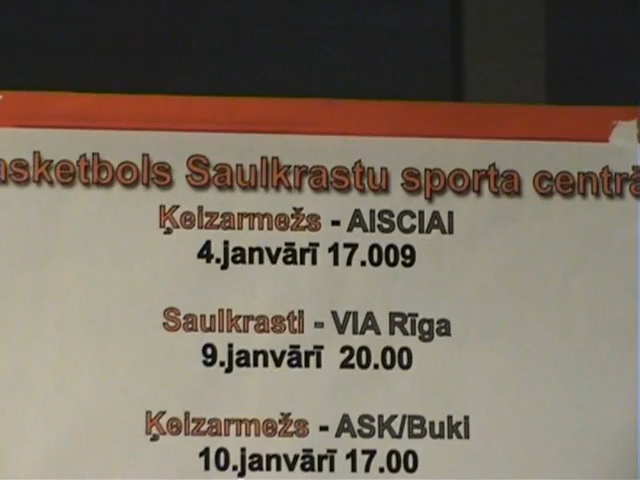 asketbols Saulkrastu sporta centrā
Ķeizarmežs - AISCIAI
4.janvārī 17.009
Saulkrasti - VIA Rīga
9.janvārī 20.00
Ķeizarmežs - ASK/Buki
10.janvārī 17.00